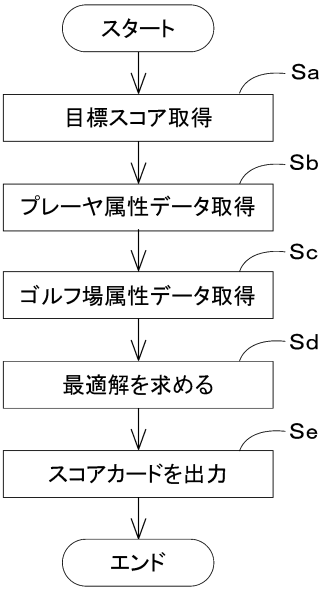 スタート
Sa
目標スコア取得
Sb
プレーヤ属性データ取得
Sc
ゴルフ場属性データ取得
Sd
最適解を求める
Se
スコアカードを出力
エンド